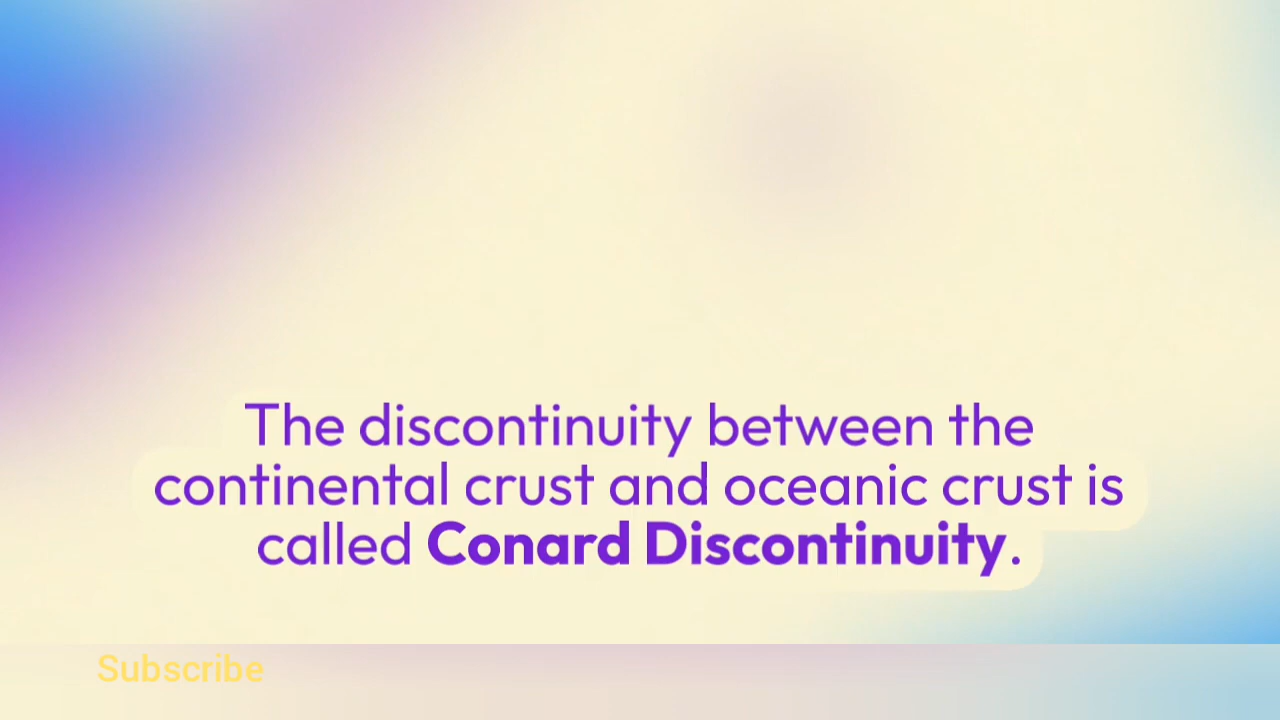 The discontinuity between the
continental crust and oceanic crust is
called Conard Discontinuity.
Subscribe